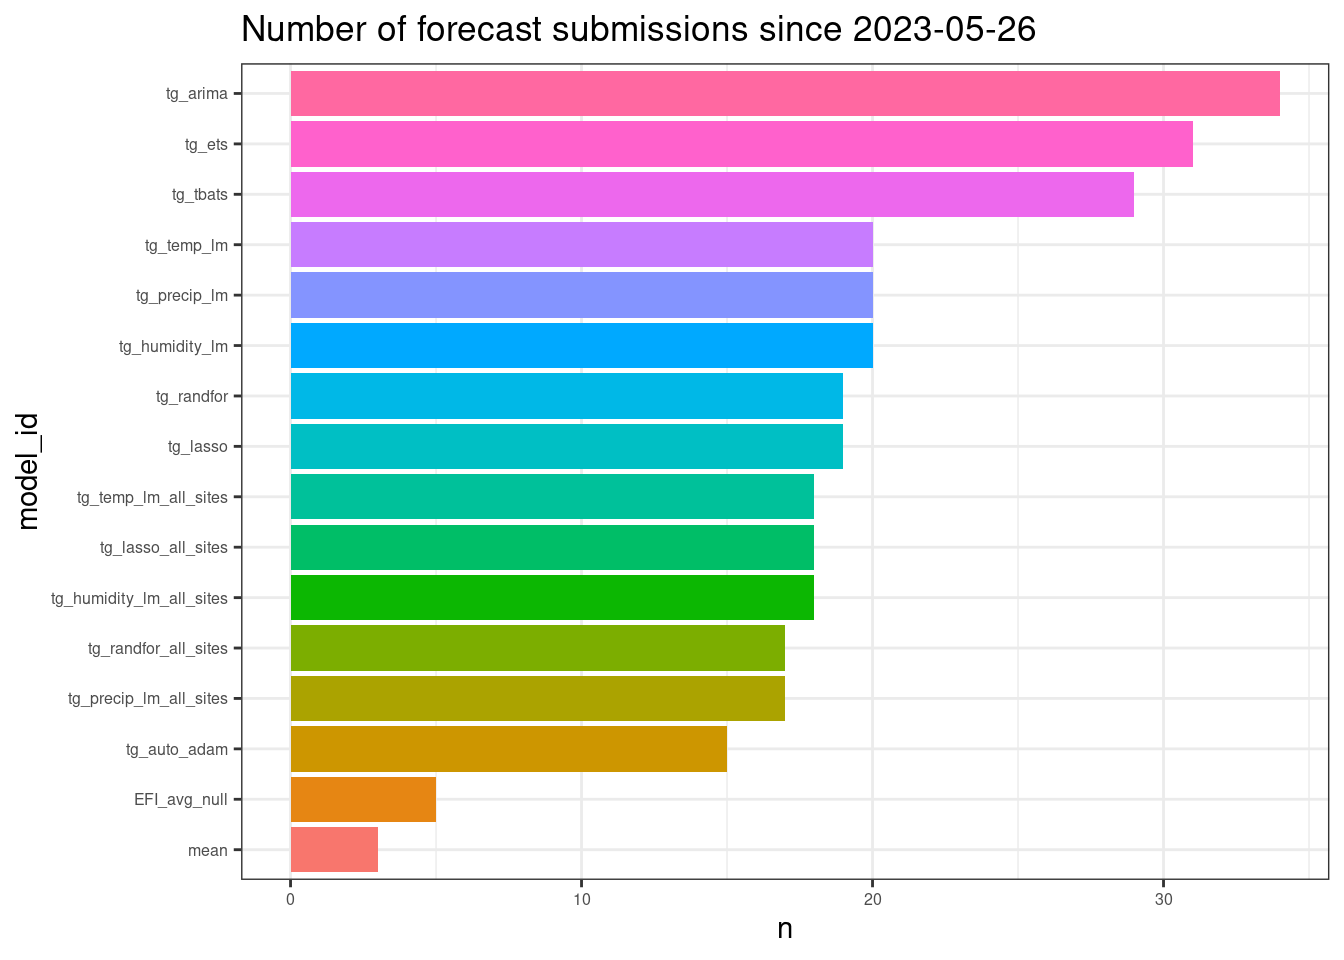 Number of forecast submissions since 2023-05-26
model_id
tg_arima
tg_ets
tg_tbats
tg_temp_lm
tg_precip_lm
tg_humidity_lm
tg_randfor
tg_lasso
tg_temp_lm_all_sites
tg_lasso_all_sites
tg_humidity_lm_all_sites
tg_randfor_all_sites
tg_precip_lm_all_sites
tg_auto_adam
EFI_avg_null
mean
0 10 20 30
n